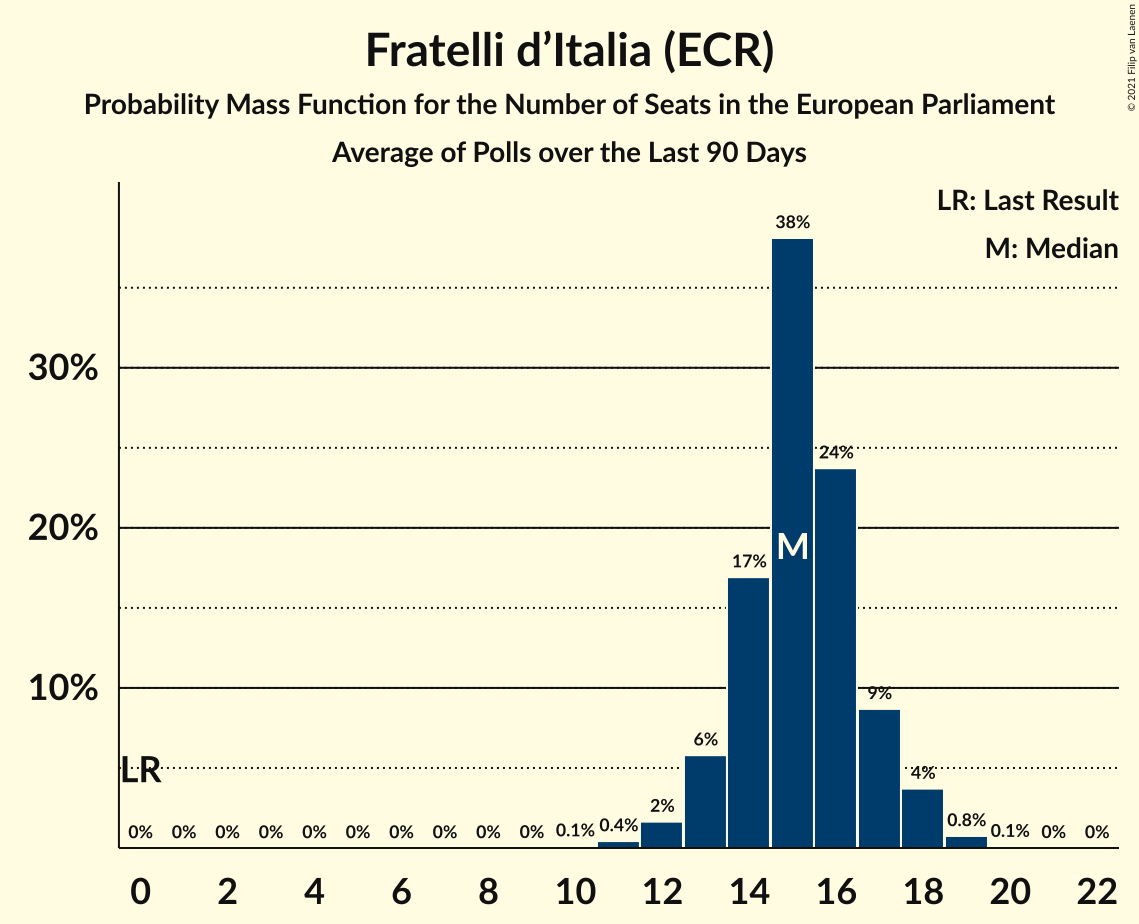 Fratelli d’Italia (ECR)
Probability Mass Function for the Number of Seats in the European Parliament
Average of Polls over the Last 90 Days
© 2021 Filip van Laenen
LR: Last Result
M: Median
30%
20%
10%
LR
M
0% 0% 0% 0% 0% 0% 0% 0% 0% 0% 0.1% 0.4% 2% 6% 17% 38% 24% 9% 4% 0.8% 0.1% 0% 0%
0 2 4 6 8 10 12 14 16 18 20 22